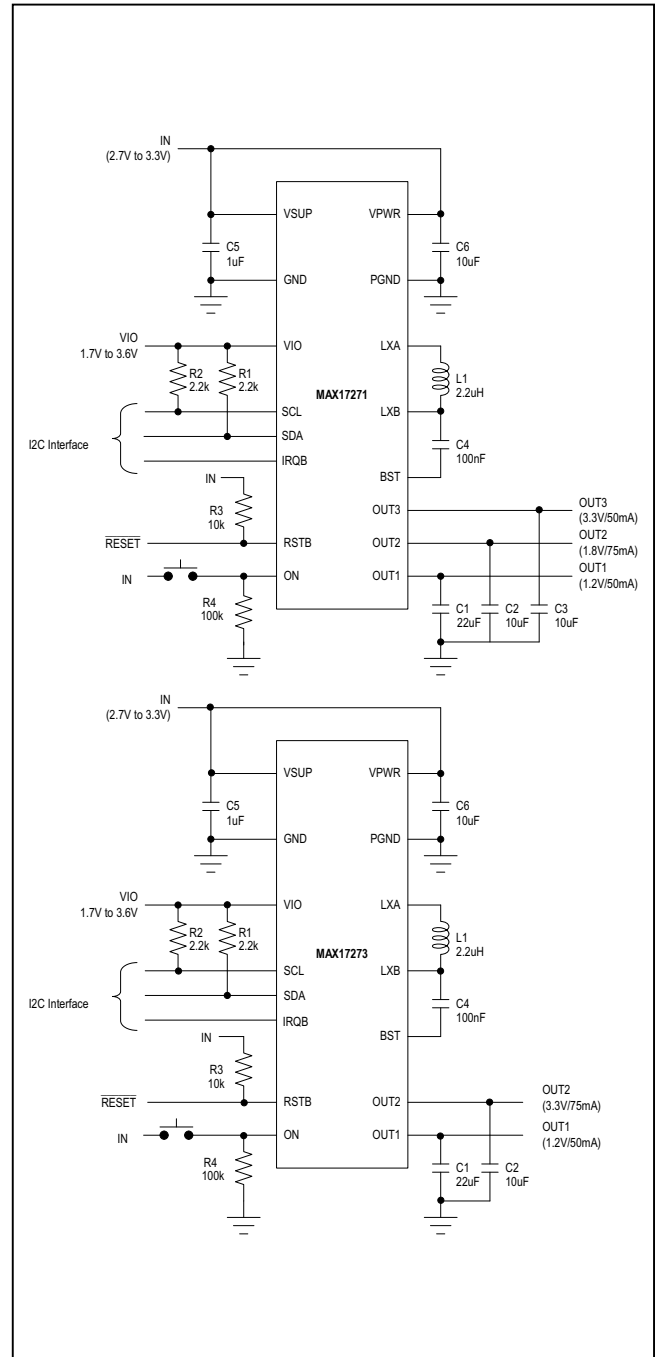 IN
(2.7V to 3.3V)
VSUP
VPWR
C5
1uF
C6
10uF
GND
PGND
VIO
1.7V to 3.6V
VIO
LXA
R2
2.2k
R1
2.2k
MAX17271
L1
2.2uH
SCL
LXB
I2C Interface
SDA
C4
100nF
IRQB
IN
BST
R3
10k
OUT3
OUT3
(3.3V/50mA)
RESET
RSTB
OUT2
OUT2
(1.8V/75mA)
IN
ON
OUT1
OUT1
(1.2V/50mA)
R4
100k
C1
22uF
C2
10uF
C3
10uF
IN
(2.7V to 3.3V)
VSUP
VPWR
C5
1uF
C6
10uF
GND
PGND
VIO
1.7V to 3.6V
VIO
LXA
R2
2.2k
R1
2.2k
MAX17273
L1
2.2uH
SCL
LXB
I2C Interface
SDA
C4
100nF
IRQB
IN
BST
R3
10k
RESET
RSTB
OUT2
OUT2
(3.3V/75mA)
IN
ON
OUT1
OUT1
(1.2V/50mA)
R4
100k
C1
22uF
C2
10uF